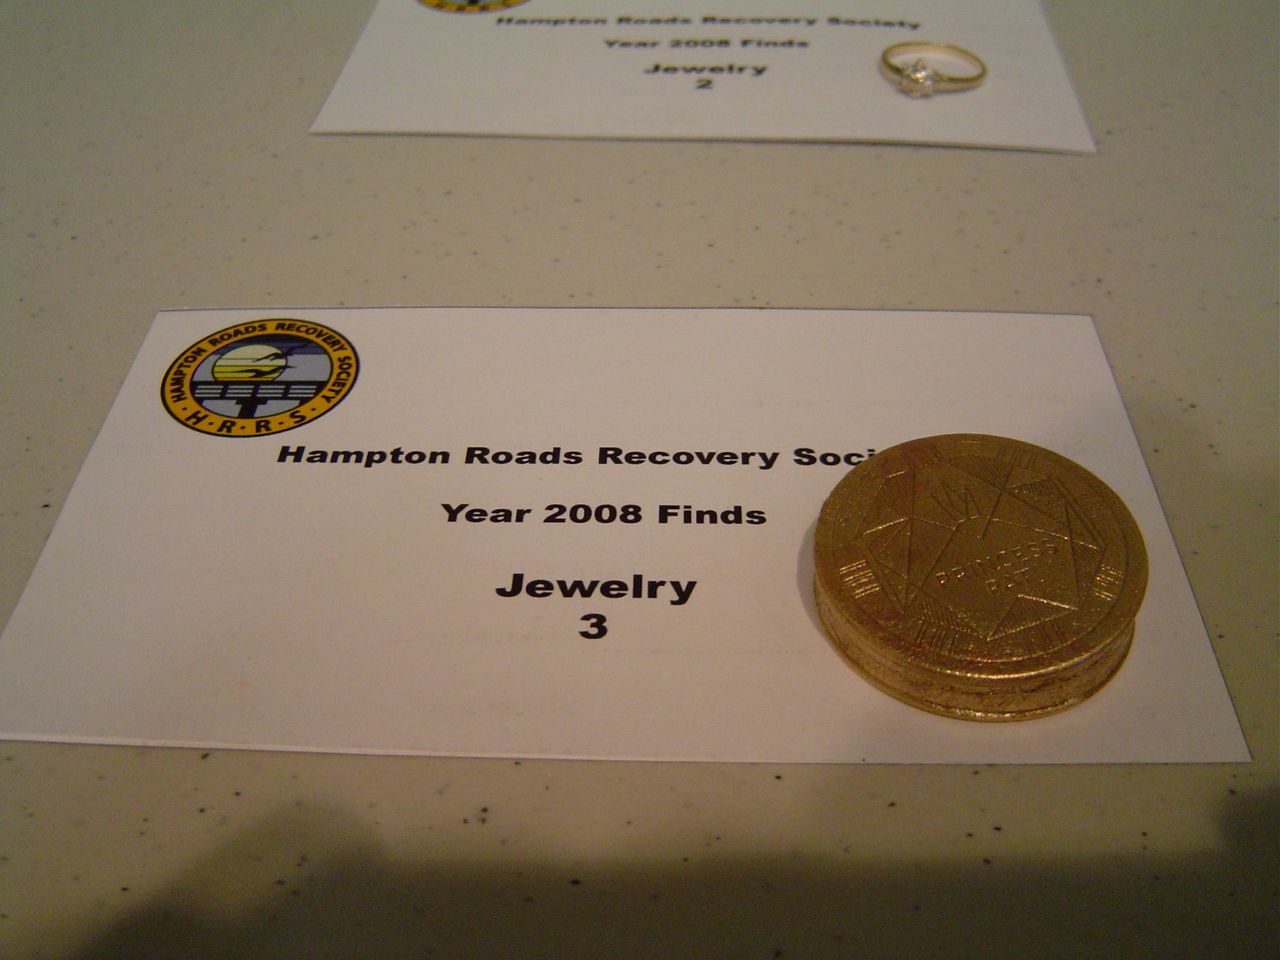 H.R.R.S.
Hampton Roads Recovery Society
Year 2008 Finds
Jewelry
2
HAMPTON ROADS RECOVERY SOCIETY
· H · R · R · S ·
Hampton Roads Recovery Soci
Year 2008 Finds
Jewelry
3
PRINCESS
PAT